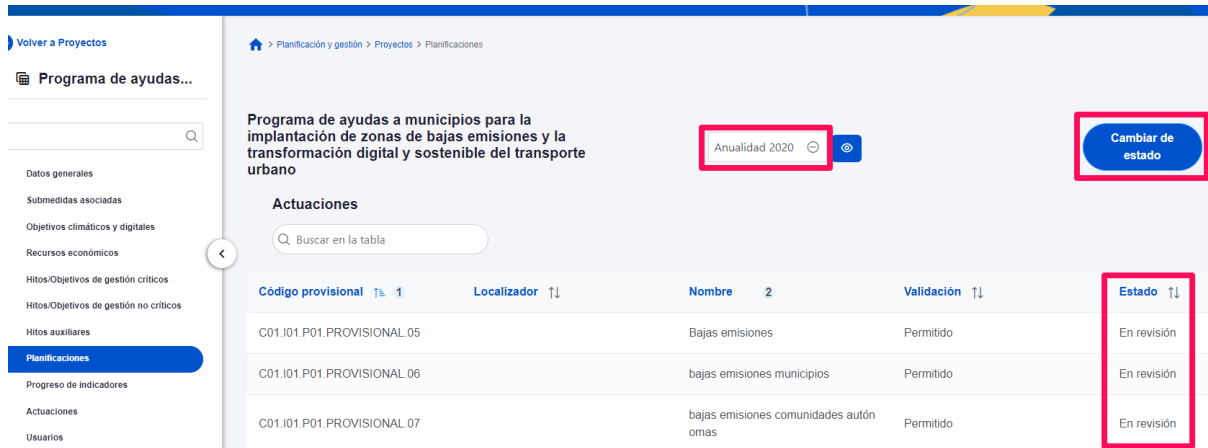 Volver a Proyectos
> Planificación y gestión > Proyectos > Planificaciones
Programa de ayudas...
Programa de ayudas a municipios para la
implantación de zonas de bajas emisiones y la
transformación digital y sostenible del transporte
urbano
Anualidad 2020
Cambiar de
estado
Datos generales
Submedidas asociadas
Objetivos climáticos y digitales
Recursos económicos
Hitos/Objetivos de gestión críticos
Hitos/Objetivos de gestión no críticos
Hitos auxiliares
Planificaciones
Progreso de indicadores
Actuaciones
Usuarios
Actuaciones
Buscar en la tabla
Código provisional 1 Localizador Nombre 2 Validación Estado
C01.I01.P01.PROVISIONAL.05 Bajas emisiones Permitido En revisión
C01.I01.P01.PROVISIONAL.06 bajas emisiones municipios Permitido En revisión
C01.I01.P01.PROVISIONAL.07 bajas emisiones comunidades autón
omas Permitido En revisión